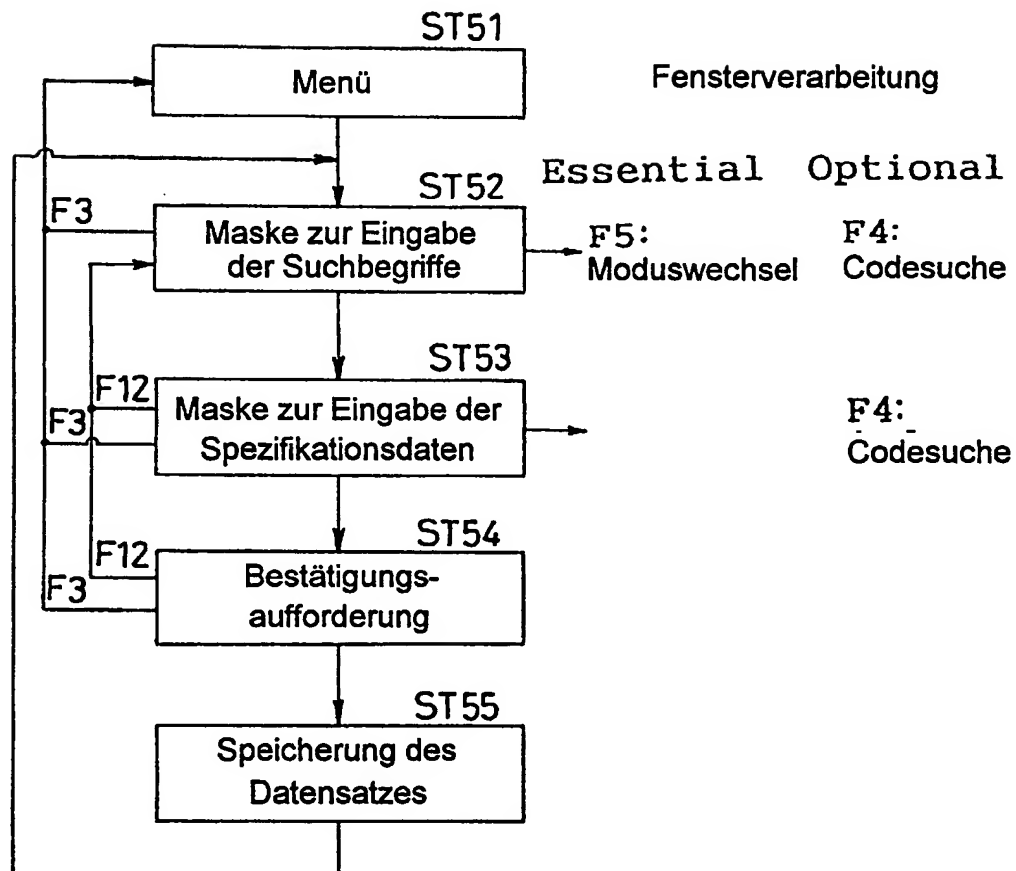 ST51
Menü
Fensterverarbeitung
Essential Optional
ST52
F3
Maske zur Eingabe
der Suchbegriffe
F5:
Moduswechsel
F4:
Codesuche
ST53
F12
F3
Maske zur Eingabe der
Spezifikationsdaten
F4:
Codesuche
ST54
F12
F3
Bestätigungs-
aufforderung
ST55
Speicherung des
Datensatzes